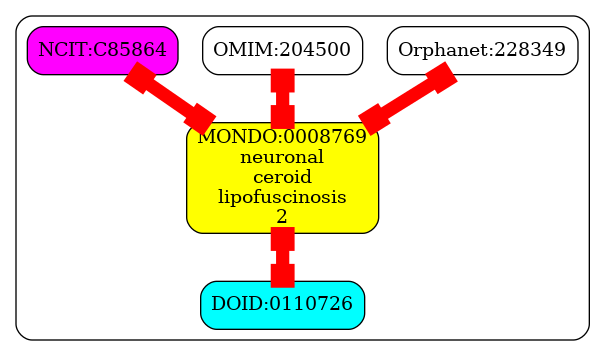 NCIT:C85864
OMIM:204500
Orphanet:228349
MONDO:0008769
neuronal
ceroid
lipofuscinosis
2
DOID:0110726